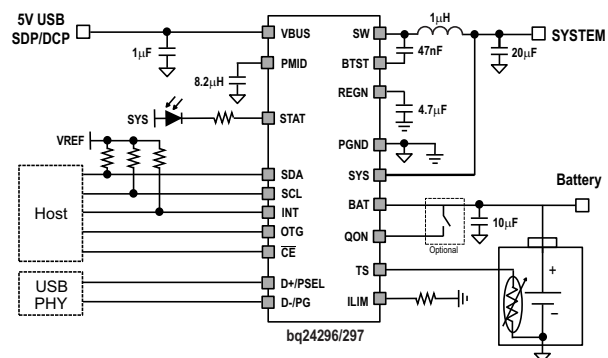 5V USB
SDP/DCP
1μF
8.2μH
VBUS
PMID
STAT
SYS
VREF
SDA
SCL
INT
OTG
CE
D+/PSEL
D-/PG
Host
USB
PHY
SW
BTST
REGN
PGND
SYS
BAT
QON
TS
ILIM
1μH
47nF
4.7μF
20μF
SYSTEM
Battery
10μF
Optional
+
–
bq24296/297